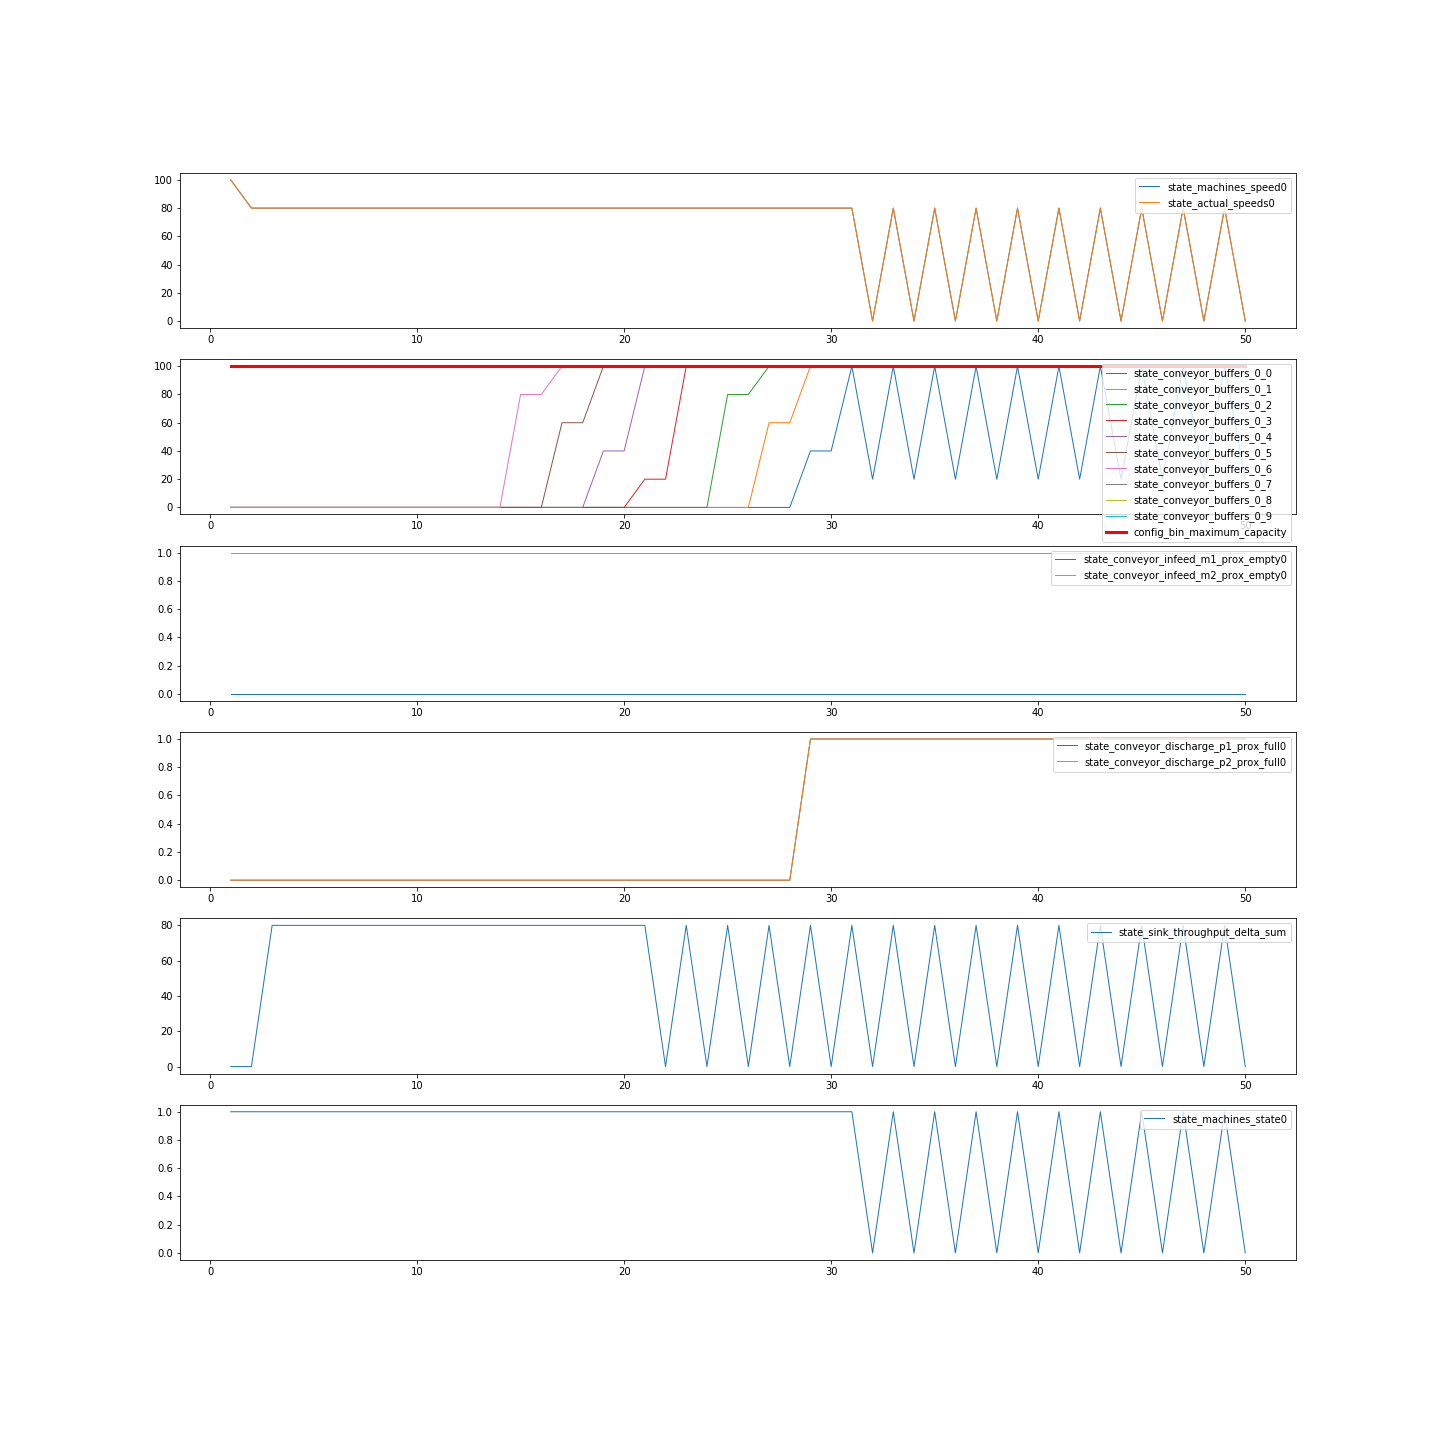 100
80
60
40
20
0
state_machines_speed0
state_actual_speeds0
0 10 20 30 40 50
100
80
60
40
20
0
state_conveyor_buffers_0_0
state_conveyor_buffers_0_1
state_conveyor_buffers_0_2
state_conveyor_buffers_0_3
state_conveyor_buffers_0_4
state_conveyor_buffers_0_5
state_conveyor_buffers_0_6
state_conveyor_buffers_0_7
state_conveyor_buffers_0_8
state_conveyor_buffers_0_9
config_bin_maximum_capacity
0 10 20 30 40 50
1.0
0.8
0.6
0.4
0.2
0.0
state_conveyor_infeed_m1_prox_empty0
state_conveyor_infeed_m2_prox_empty0
0 10 20 30 40 50
1.0
0.8
0.6
0.4
0.2
0.0
state_conveyor_discharge_p1_prox_full0
state_conveyor_discharge_p2_prox_full0
0 10 20 30 40 50
80
60
40
20
0
state_sink_throughput_delta_sum
0 10 20 30 40 50
1.0
0.8
0.6
0.4
0.2
0.0
state_machines_state0
0 10 20 30 40 50